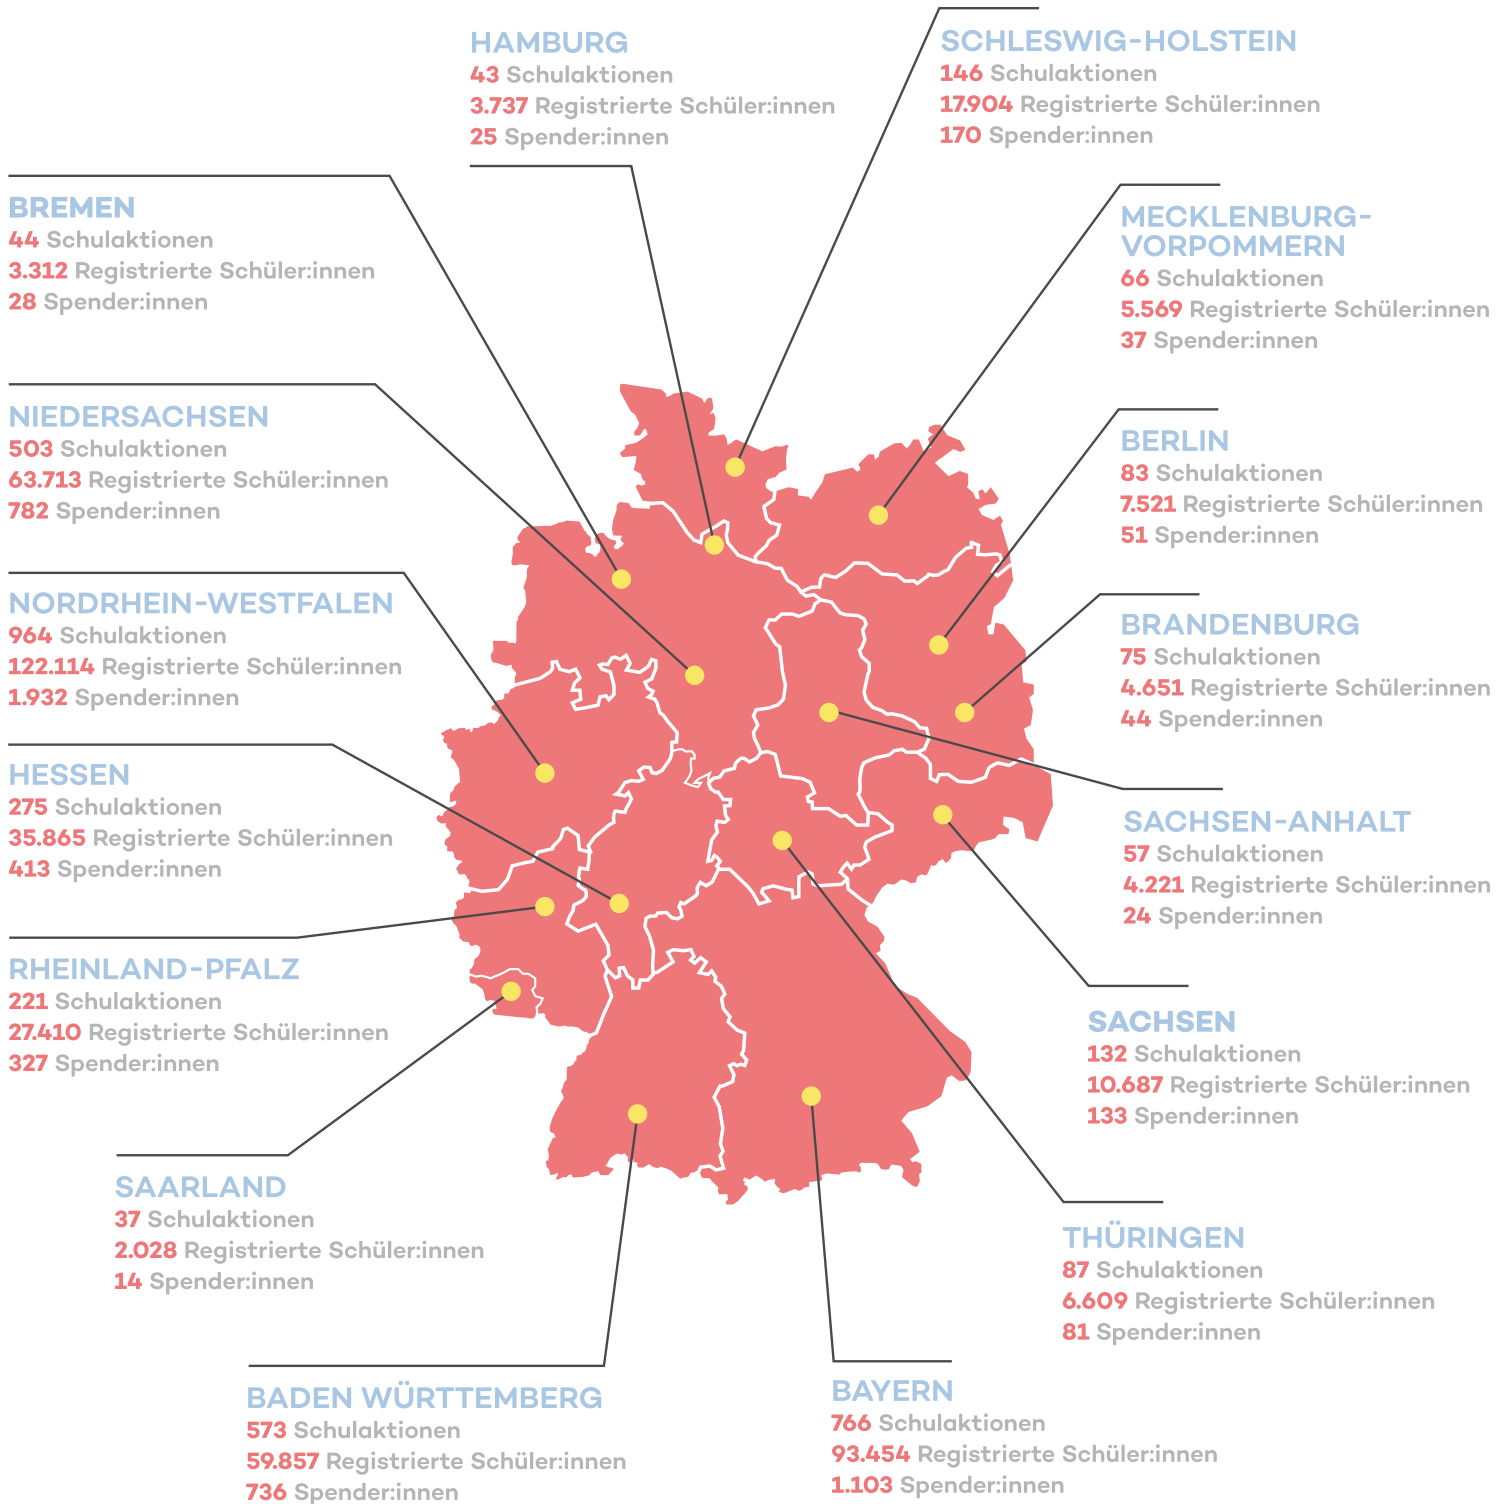 HAMBURG
43 Schulaktionen
3.737 Registrierte Schüler:innen
25 Spender:innen
SCHLESWIG-HOLSTEIN
146 Schulaktionen
17.904 Registrierte Schüler:innen
170 Spender:innen
BREMEN
44 Schulaktionen
3.312 Registrierte Schüler:innen
28 Spender:innen
MECKLENBURG-
VORPOMMERN
66 Schulaktionen
5.569 Registrierte Schüler:innen
37 Spender:innen
NIEDERSACHSEN
503 Schulaktionen
63.713 Registrierte Schüler:innen
782 Spender:innen
BERLIN
83 Schulaktionen
7.521 Registrierte Schüler:innen
51 Spender:innen
NORDRHEIN-WESTFALEN
964 Schulaktionen
122.114 Registrierte Schüler:innen
1.932 Spender:innen
BRANDENBURG
75 Schulaktionen
4.651 Registrierte Schüler:innen
44 Spender:innen
HESSEN
275 Schulaktionen
35.865 Registrierte Schüler:innen
413 Spender:innen
SACHSEN-ANHALT
57 Schulaktionen
4.221 Registrierte Schüler:innen
24 Spender:innen
RHEINLAND-PFALZ
221 Schulaktionen
27.410 Registrierte Schüler:innen
327 Spender:innen
SACHSEN
132 Schulaktionen
10.687 Registrierte Schüler:innen
133 Spender:innen
SAARLAND
37 Schulaktionen
2.028 Registrierte Schüler:innen
14 Spender:innen
THÜRINGEN
87 Schulaktionen
6.609 Registrierte Schüler:innen
81 Spender:innen
BADEN WÜRTTEMBERG
573 Schulaktionen
59.857 Registrierte Schüler:innen
736 Spender:innen
BAYERN
766 Schulaktionen
93.454 Registrierte Schüler:innen
1.103 Spender:innen